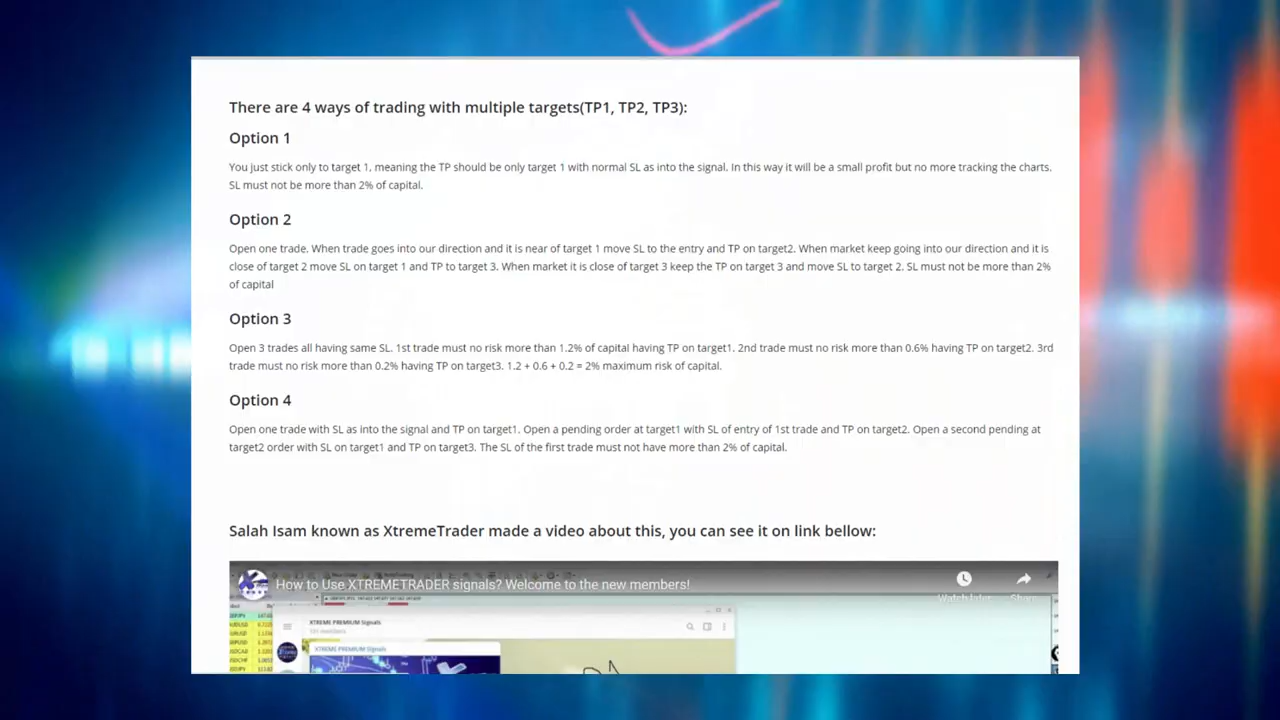 There are 4 ways of trading with multiple targets(TP1, TP2, TP3):
Option 1
You just stick only to target 1, meaning the TP should be only target 1 with normal SL as into the signal. In this way it will be a small profit but no more tracking the charts.
SL must not be more than 2% of capital.
Option 2
Open one trade. When trade goes into our direction and it is near of target 1 move SL to the entry and TP on target2. When market keep going into our direction and it is
close of target 2 move SL on target 1 and TP to target 3. When market it is close of target 3 keep the TP on target 3 and move SL to target 2. SL must not be more than 2%
of capital
Option 3
Open 3 trades all having same SL. 1st trade must no risk more than 1.2% of capital having TP on target1. 2nd trade must no risk more than 0.6% having TP on target2. 3rd
trade must no risk more than 0.2% having TP on target3. 1.2 + 0.6 + 0.2 = 2% maximum risk of capital.
Option 4
Open one trade with SL as into the signal and TP on target1. Open a pending order at target1 with SL of entry of 1st trade and TP on target2. Open a second pending at
target2 order with SL on target1 and TP on target3. The SL of the first trade must not have more than 2% of capital.
Salah Isam known as XtremeTrader made a video about this, you can see it on link bellow:
How to Use XTREMETRADER signals? Welcome to the new members!
Watch later
Share
XTREME PREMIUM Signals
XTREME PREMIUM Signals